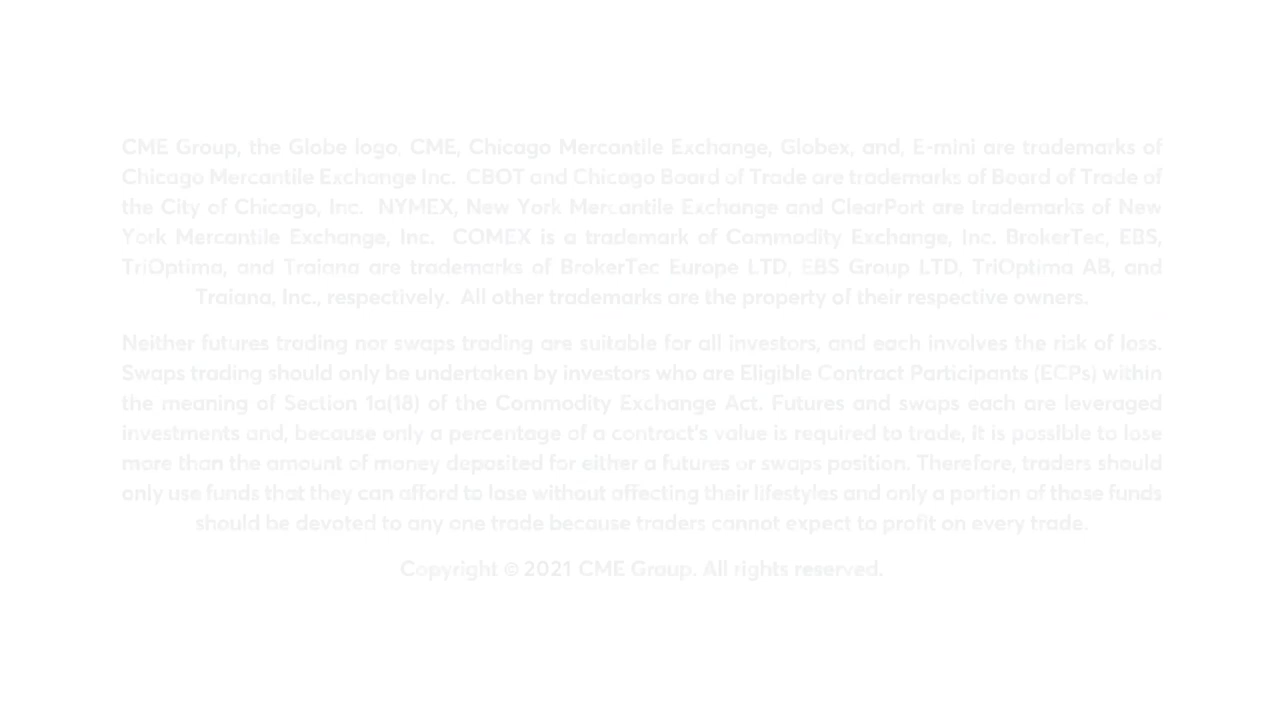 CME Group, the Globe logo, CME, Chicago Mercantile Exchange, Globex, and, E-mini are trademarks of
Chicago Mercantile Exchange Inc. CBOT and Chicago Board of Trade are trademarks of Board of Trade of
the City of Chicago, Inc. NYMEX, New York Mercantile Exchange and ClearPort are trademarks of New
York Mercantile Exchange, Inc. COMEX is a trademark of Commodity Exchange, Inc. BrokerTec, EBS,
TriOptima, and Traiana are trademarks of BrokerTec Europe LTD, EBS Group LTD, TriOptima AB, and
Traiana, Inc., respectively. All other trademarks are the property of their respective owners.
Neither futures trading nor swaps trading are suitable for all investors, and each involves the risk of loss.
Swaps trading should only be undertaken by investors who are Eligible Contract Participants (ECPs) within
the meaning of Section 1a(18) of the Commodity Exchange Act. Futures and swaps each are leveraged
investments and, because only a percentage of a contract's value is required to trade, it is possible to lose
more than the amount of money deposited for either a futures or swaps position. Therefore, traders should
only use funds that they can afford to lose without affecting their lifestyles and only a portion of those funds
should be devoted to any one trade because traders cannot expect to profit on every trade.
Copyright © 2021 CME Group. All rights reserved.